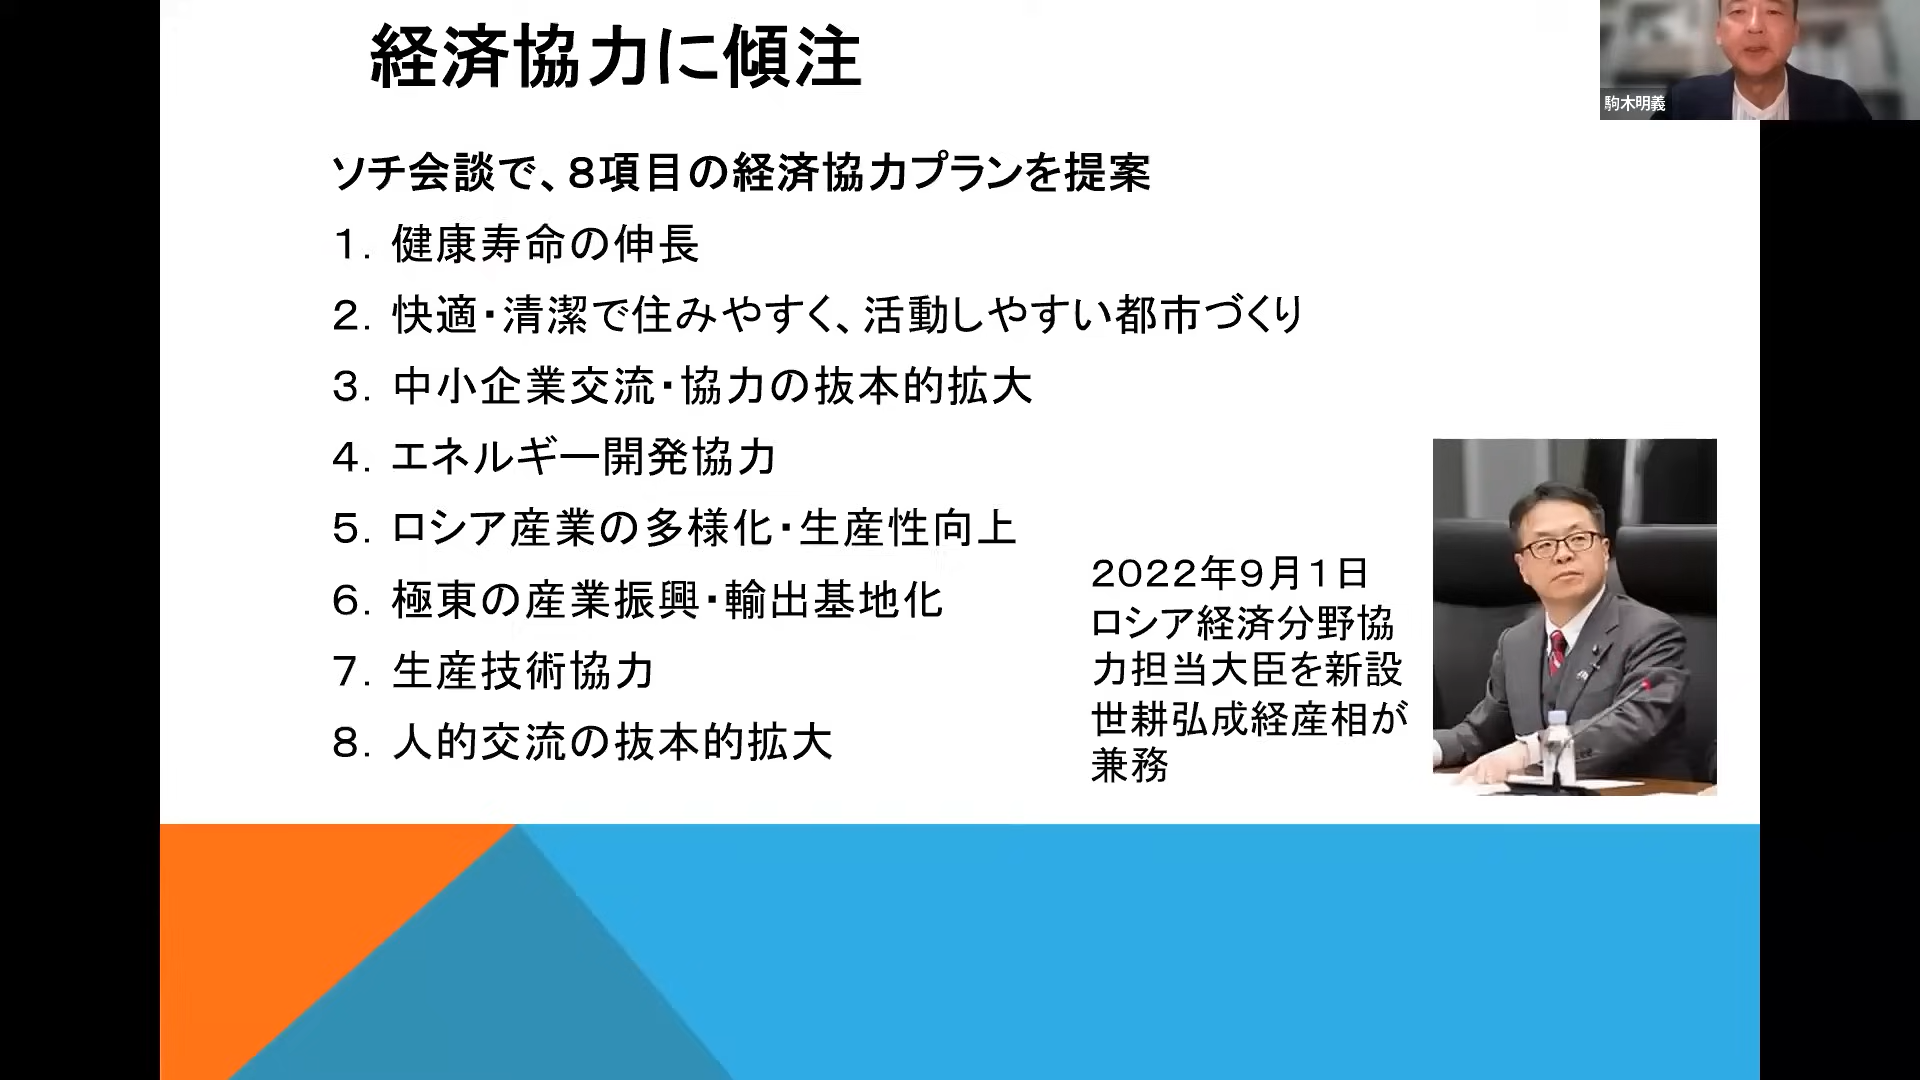 経済協力に傾注
駒木明義
ソチ会談で、8項目の経済協力プランを提案
1. 健康寿命の伸長
2. 快適・清潔で住みやすく、活動しやすい都市づくり
3. 中小企業交流・協力の抜本的拡大
4. エネルギー開発協力
5. ロシア産業の多様化・生産性向上
6. 極東の産業振興・輸出基地化
7. 生産技術協力
8. 人的交流の抜本的拡大
2022年9月1日
ロシア経済分野協
力担当大臣を新設
世耕弘成経産相が
兼務